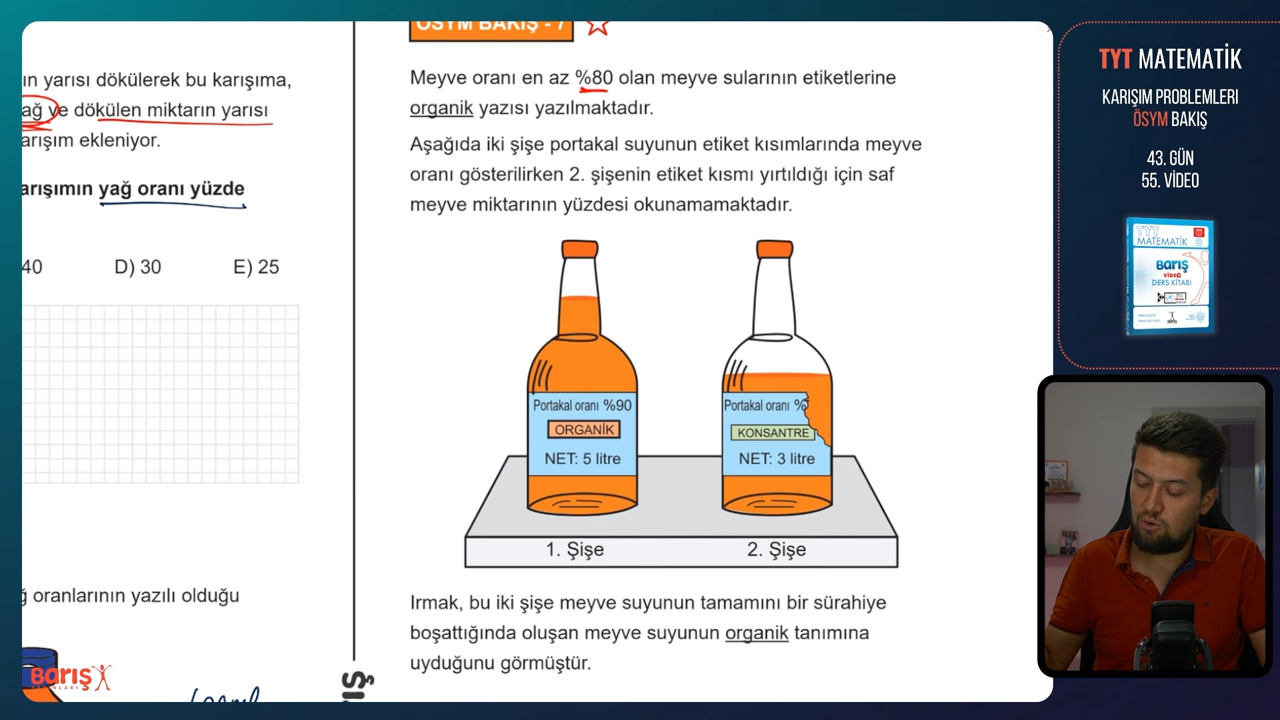 ın yarısı dökülerek bu karışıma,
ağ ve dökülen miktarın yarısı
arışım ekleniyor.
arışımın yağ oranı yüzde
40 D) 30 E) 25
ğ oranlarının yazılı olduğu
BARIŞ
YAYINLARI
ÖSYM BAKIŞ - 7
Meyve oranı en az %80 olan meyve sularının etiketlerine
organik yazısı yazılmaktadır.
Aşağıda iki şişe portakal suyunun etiket kısımlarında meyve
oranı gösterilirken 2. şişenin etiket kısmı yırtıldığı için saf
meyve miktarının yüzdesi okunamamaktadır.
Portakal oranı %90
ORGANİK
NET: 5 litre
Portakal oranı %
KONSANTRE
NET: 3 litre
1. Şişe 2. Şişe
Irmak, bu iki şişe meyve suyunun tamamını bir sürahiye
boşattığında oluşan meyve suyunun organik tanımına
uyduğunu görmüştür.
TYT MATEMATİK
KARIŞIM PROBLEMLERI
ÖSYM BAKIŞ
43. GÜN
55. VİDEO
TYT
MATEMATİK
BARIŞ
VİDEO
DERS KİTABI